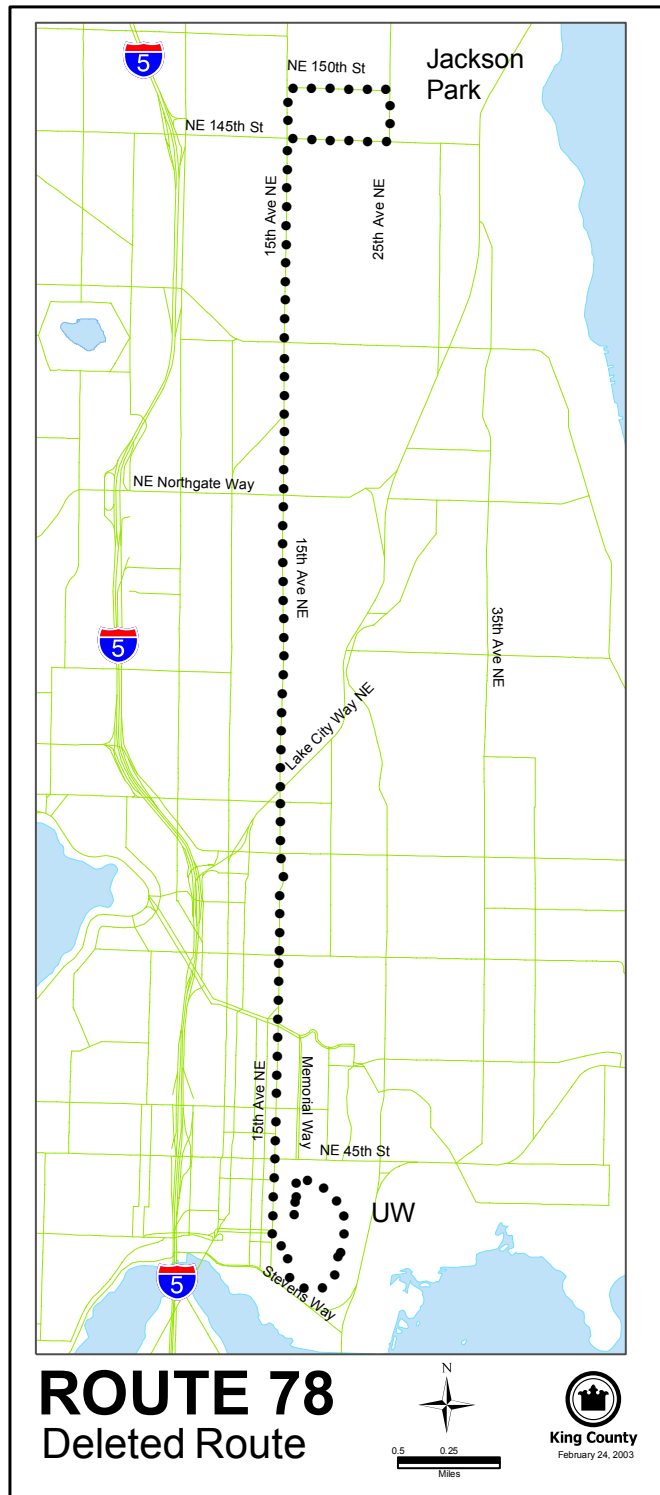 5
Jackson
Park
NE 150th St
NE 145th St
15th Ave NE
25th Ave NE
NE Northgate Way
15th Ave NE
5
35th Ave NE
Lake City Way NE
15th Ave NE
Memorial Way
NE 45th St
UW
Stevens Way
5
ROUTE 78
Deleted Route
N
0.5 0.25
Miles
King County
February 24, 2003